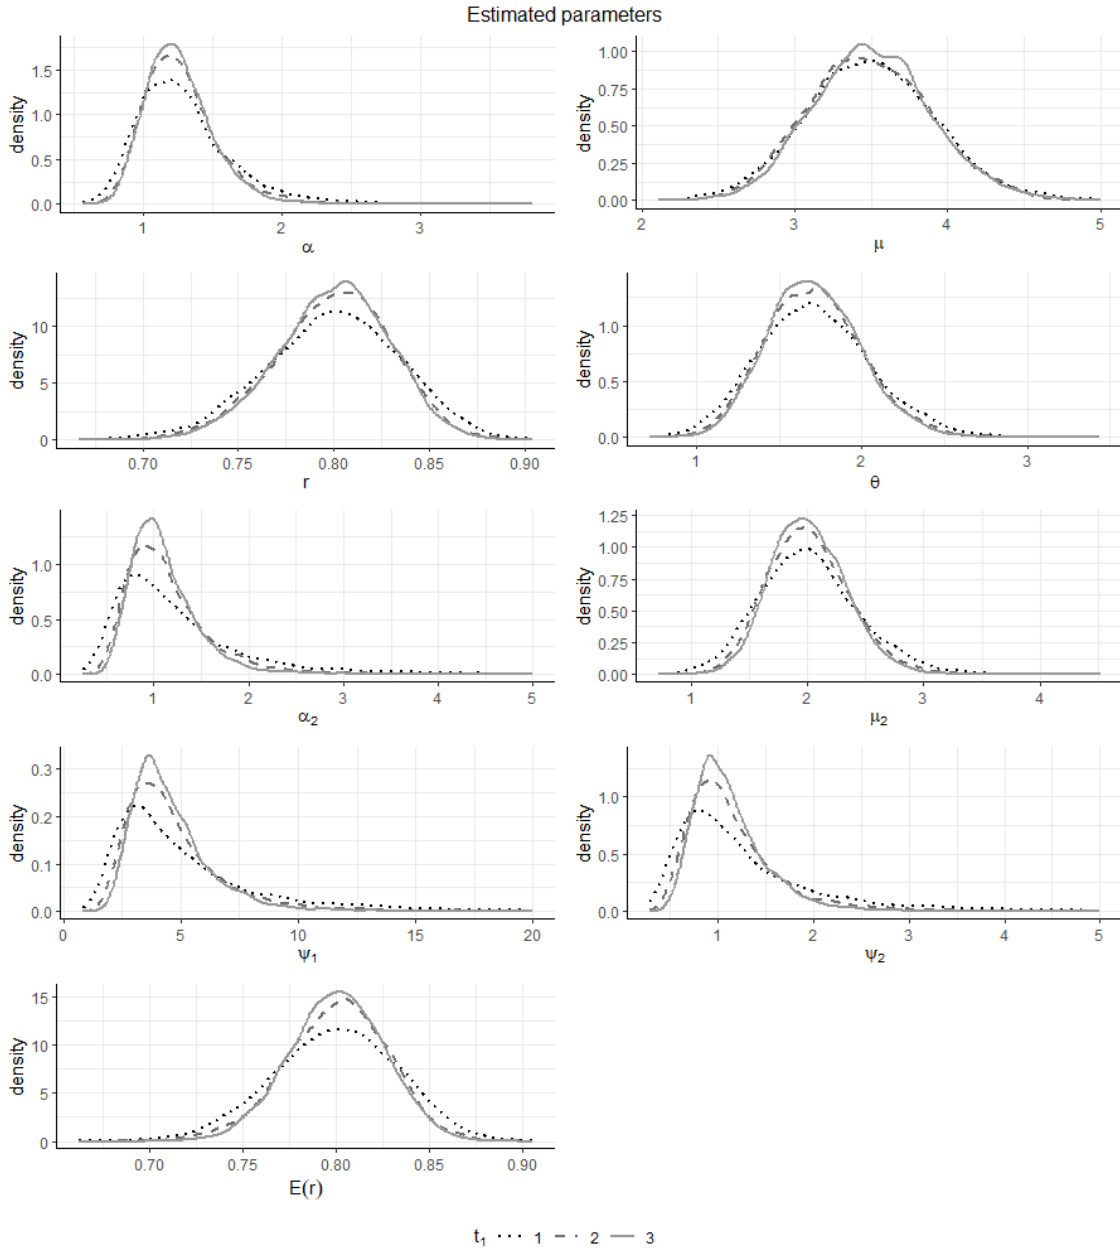 Estimated parameters
density
1.5
1.0
0.5
0.0
1 2 3
α
density
1.00
0.75
0.50
0.25
0.00
2 3 4 5
μ
density
10
5
0
0.70 0.75 0.80 0.85 0.90
r
density
1.0
0.5
0.0
1 2 3
θ
density
1.0
0.5
0.0
1 2 3 4 5
α₂
density
1.25
1.00
0.75
0.50
0.25
0.00
1 2 3 4
μ₂
density
0.3
0.2
0.1
0.0
0 5 10 15 20
ψ₁
density
1.0
0.5
0.0
1 2 3 4 5
ψ₂
density
15
10
5
0
0.70 0.75 0.80 0.85 0.90
E(r)
t₁ 1 2 3